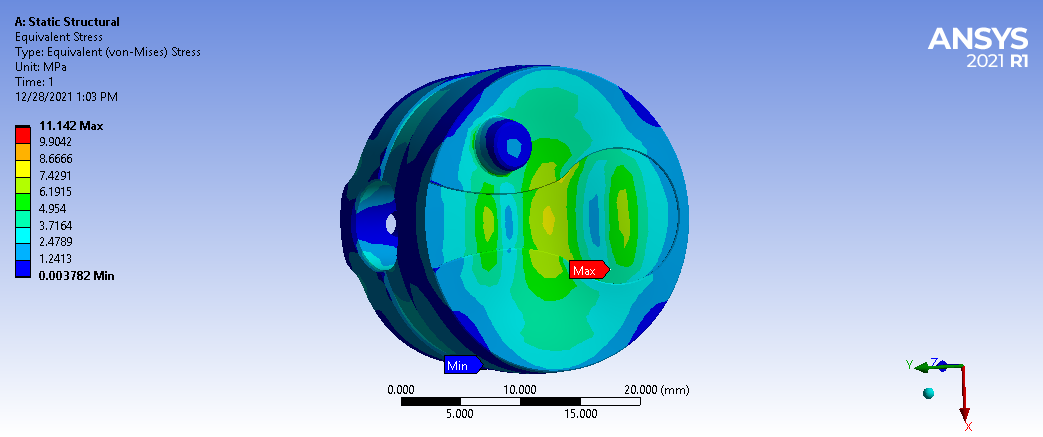 A: Static Structural
Equivalent Stress
Type: Equivalent (von-Mises) Stress
Unit: MPa
Time: 1
12/28/2021 1:03 PM
ANSYS
2021 R1
11.142 Max
9.9042
8.6666
7.4291
6.1915
4.954
3.7164
2.4789
1.2413
0.003782 Min
Max
Min
0.000 10.000 20.000 (mm)
5.000 15.000
Y Z
X